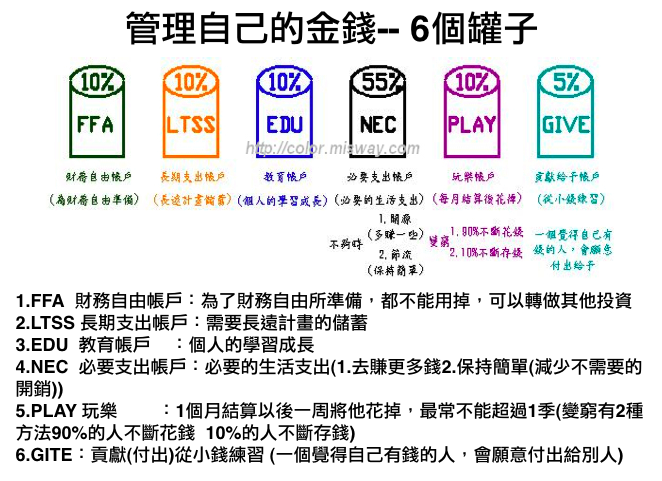 管理自己的金錢-- 6個罐子
10% 10% 10% 55% 10% 5%
FFA LTSS EDU NEC PLAY GIVE
http://color.miaway.com
財務自由帳戶 長期支出帳戶 教育帳戶 必要支出帳戶 玩樂帳戶 貢獻給予帳戶
(為財務自由準備) (長遠計畫儲蓄) (個人的學習成長) (必要的生活支出) (每月結算後花掉) (從小錢練習)
不夠時
1.開源
(多賺一些)
2.節流
(保持簡單)
變窮
1.90%不斷花錢
2.10%不斷存錢
一個覺得自己有
錢的人，會願意
付出給予
1.FFA 財務自由帳戶：為了財務自由所準備，都不能用掉，可以轉做其他投資
2.LTSS 長期支出帳戶：需要長遠計畫的儲蓄
3.EDU 教育帳戶 ：個人的學習成長
4.NEC 必要支出帳戶：必要的生活支出(1.去賺更多錢2.保持簡單(減少不需要的
開銷))
5.PLAY 玩樂 ：1個月結算以後一周將他花掉，最常不能超過1季(變窮有2種
方法90%的人不斷花錢 10%的人不斷存錢)
6.GITE：貢獻(付出)從小錢練習 (一個覺得自己有錢的人，會願意付出給別人)